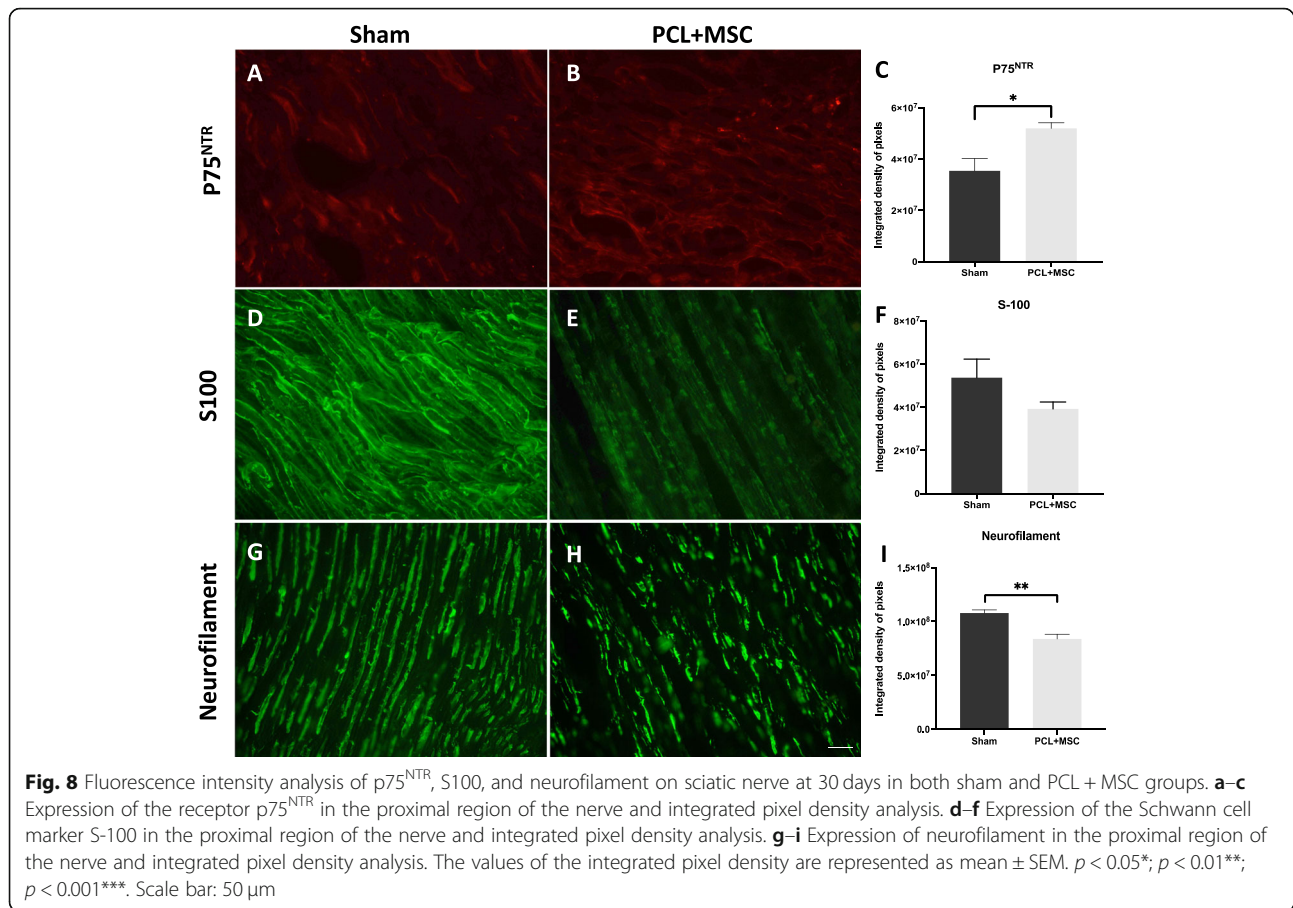 Sham PCL+MSC
P75NTR
A
B
C
P75NTR
*
Integrated density of pixels
6×10⁷
4×10⁷
2×10⁷
0
Sham PCL+MSC
S100
D
E
F
S-100
Integrated density of pixels
8×10⁷
6×10⁷
4×10⁷
2×10⁷
0
Sham PCL+MSC
Neurofilament
G
H
I
Neurofilament
**
Integrated density of pixels
1,5×10⁸
1,0×10⁸
5,0×10⁷
0,0
Sham PCL+MSC
Fig. 8 Fluorescence intensity analysis of p75NTR, S100, and neurofilament on sciatic nerve at 30 days in both sham and PCL + MSC groups. a–c
Expression of the receptor p75NTR in the proximal region of the nerve and integrated pixel density analysis. d–f Expression of the Schwann cell
marker S-100 in the proximal region of the nerve and integrated pixel density analysis. g–i Expression of neurofilament in the proximal region of
the nerve and integrated pixel density analysis. The values of the integrated pixel density are represented as mean ± SEM. p < 0.05*; p < 0.01**;
p < 0.001***. Scale bar: 50 μm